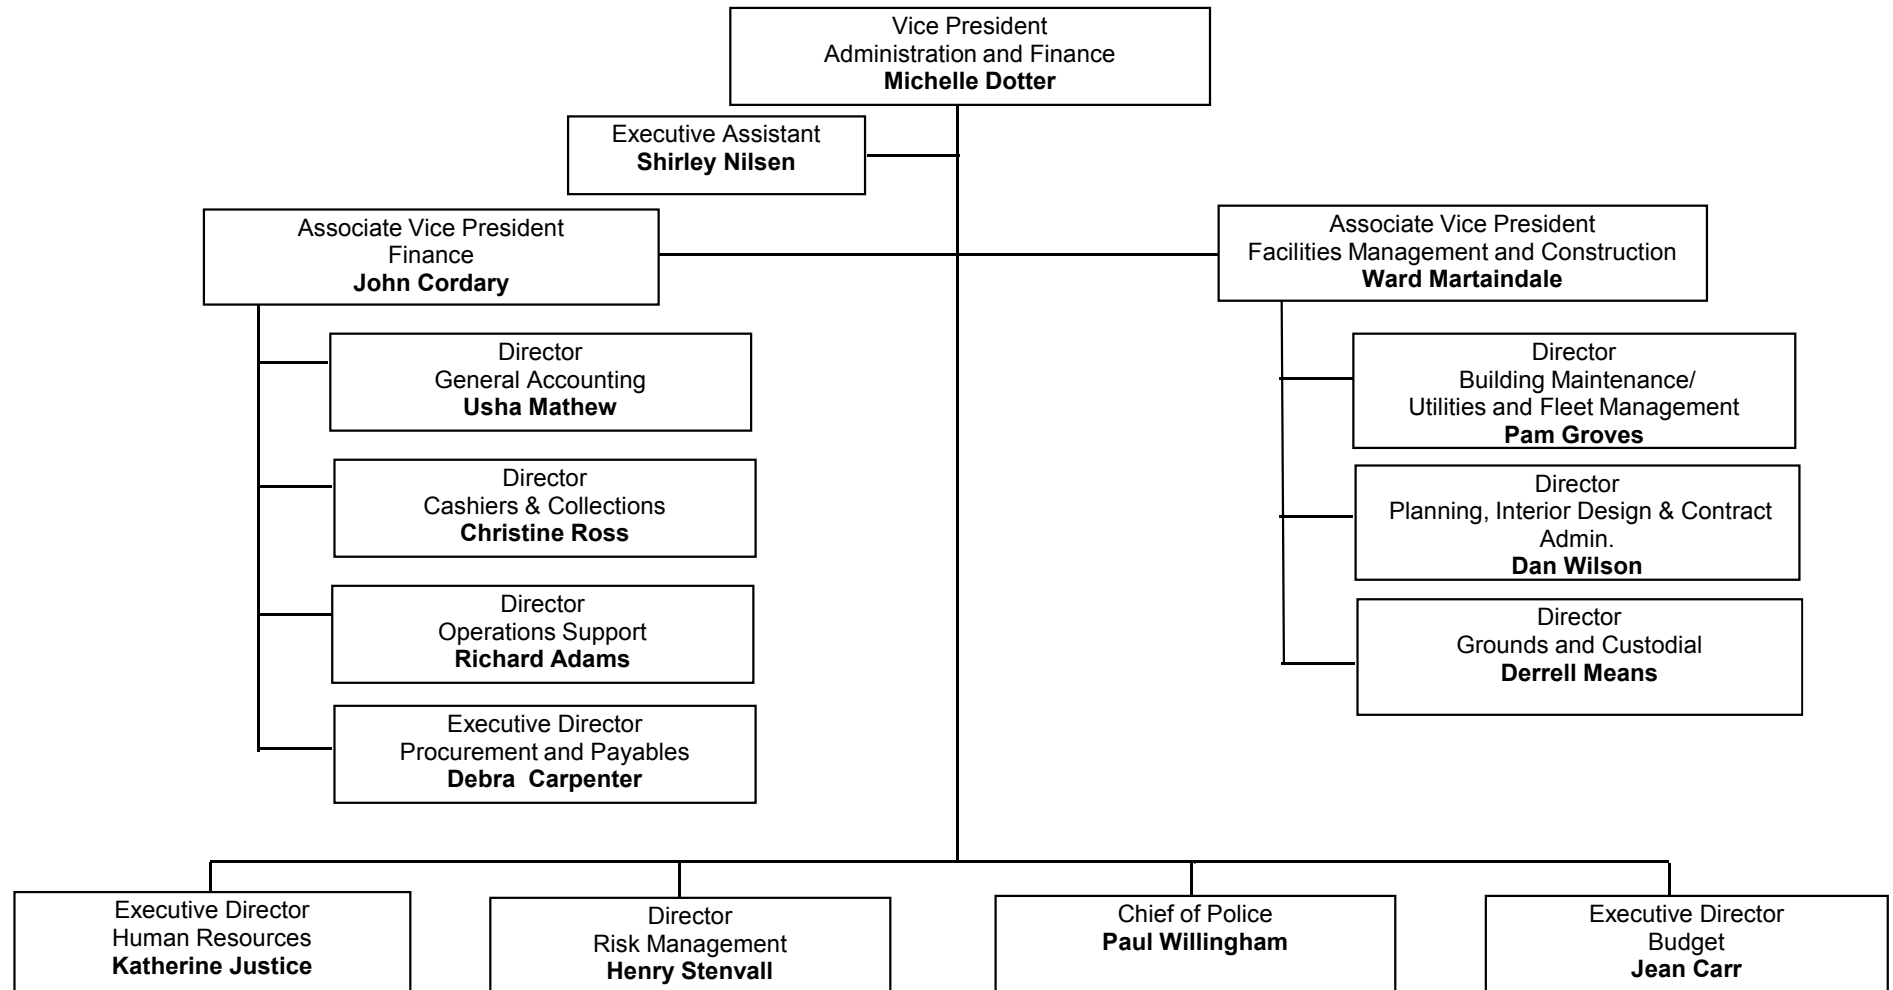 Vice President
Administration and Finance
Michelle Dotter
Executive Assistant
Shirley Nilsen
Associate Vice President
Finance
John Cordary
Associate Vice President
Facilities Management and Construction
Ward Martaindale
Director
General Accounting
Usha Mathew
Director
Cashiers & Collections
Christine Ross
Director
Operations Support
Richard Adams
Executive Director
Procurement and Payables
Debra  Carpenter
Director
Building Maintenance/
Utilities and Fleet Management
Pam Groves
Director
Planning, Interior Design & Contract
Admin.
Dan Wilson
Director
Grounds and Custodial
Derrell Means
Executive Director
Human Resources
Katherine Justice
Director
Risk Management
Henry Stenvall
Chief of Police
Paul Willingham
Executive Director
Budget
Jean Carr